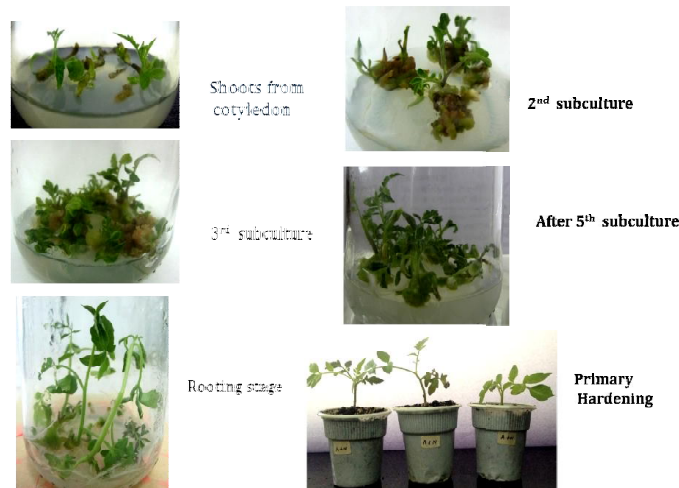 Shoots from
cotyledon
2nd subculture
3rd subculture
After 5th subculture
Rooting stage
Primary
Hardening